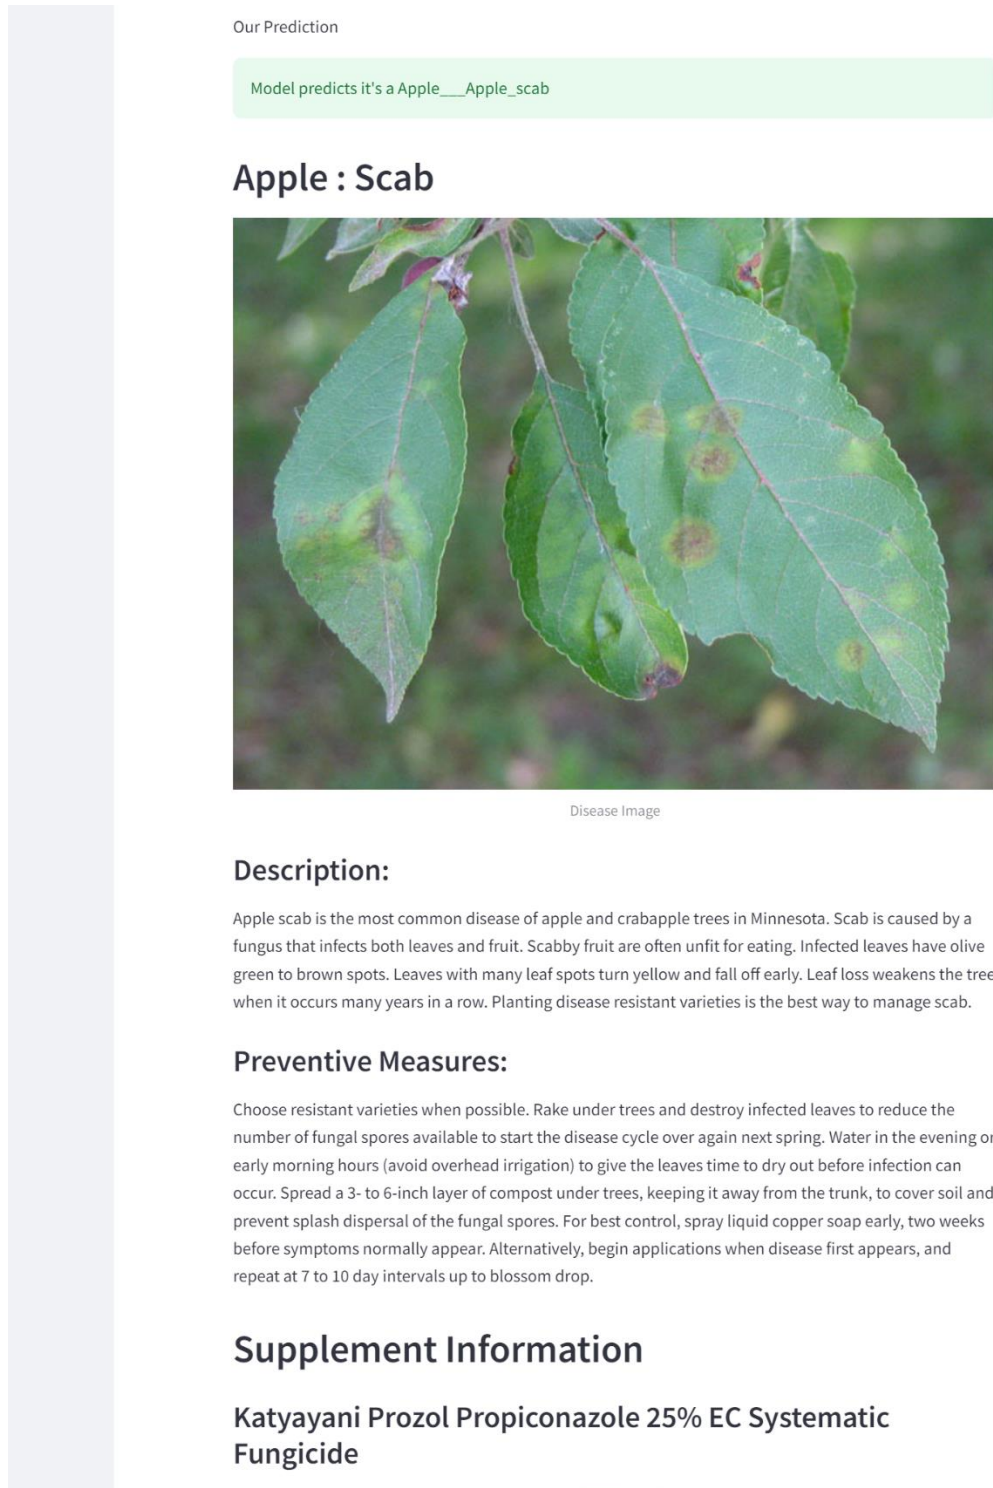 Our Prediction
Model predicts it's a Apple___Apple_scab
Apple : Scab
Disease Image
Description:
Apple scab is the most common disease of apple and crabapple trees in Minnesota. Scab is caused by a
fungus that infects both leaves and fruit. Scabby fruit are often unfit for eating. Infected leaves have olive
green to brown spots. Leaves with many leaf spots turn yellow and fall off early. Leaf loss weakens the tree
when it occurs many years in a row. Planting disease resistant varieties is the best way to manage scab.
Preventive Measures:
Choose resistant varieties when possible. Rake under trees and destroy infected leaves to reduce the
number of fungal spores available to start the disease cycle over again next spring. Water in the evening or
early morning hours (avoid overhead irrigation) to give the leaves time to dry out before infection can
occur. Spread a 3- to 6-inch layer of compost under trees, keeping it away from the trunk, to cover soil and
prevent splash dispersal of the fungal spores. For best control, spray liquid copper soap early, two weeks
before symptoms normally appear. Alternatively, begin applications when disease first appears, and
repeat at 7 to 10 day intervals up to blossom drop.
Supplement Information
Katyayani Prozol Propiconazole 25% EC Systematic
Fungicide